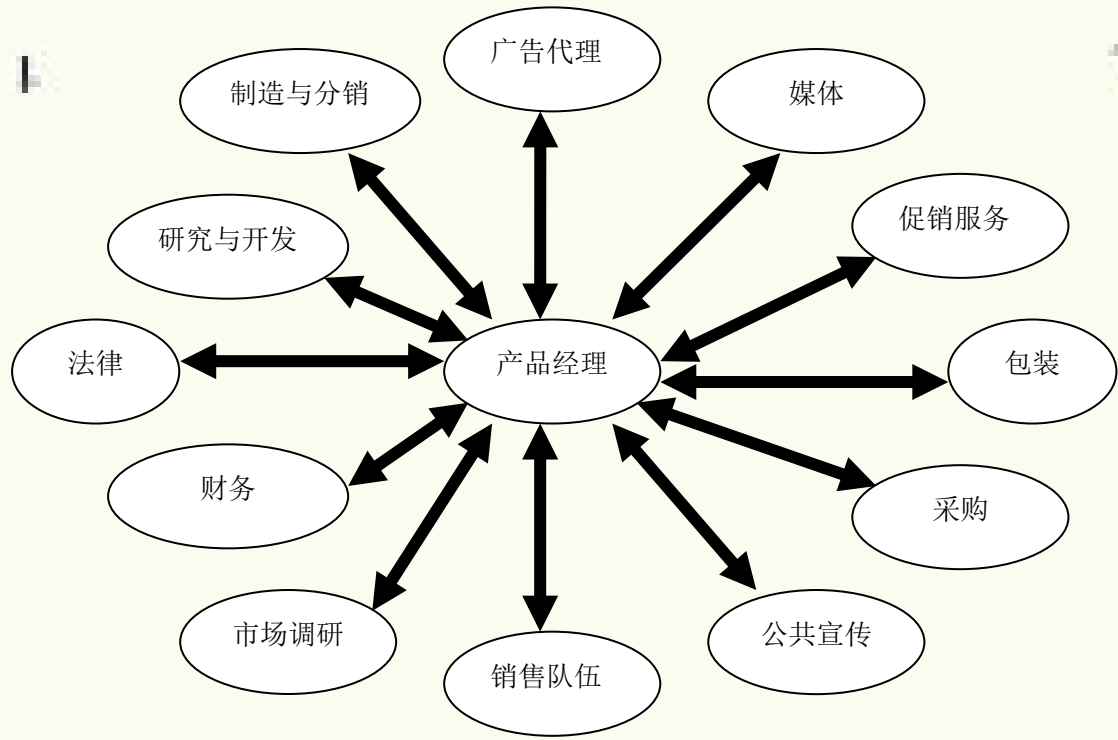 广告代理
制造与分销
媒体
促销服务
研究与开发
法律
产品经理
包装
财务
采购
市场调研
公共宣传
销售队伍